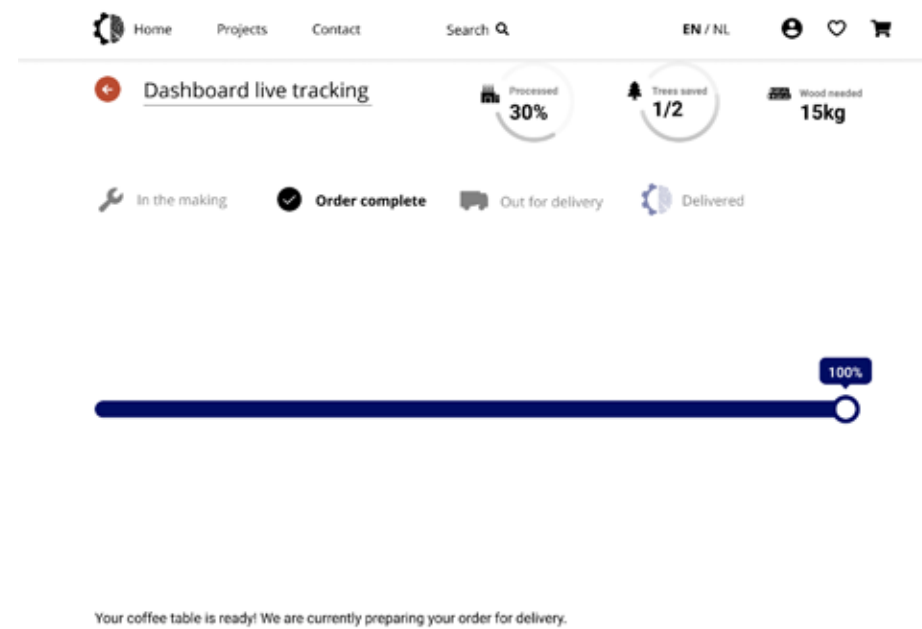 Home Projects Contact Search EN / NL
Dashboard live tracking
Processed
30%
Trees saved
1/2
Wood needed
15kg
In the making Order complete Out for delivery Delivered
100%
Your coffee table is ready! We are currently preparing your order for delivery.